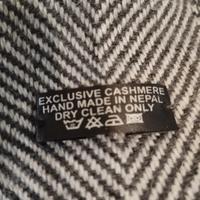 EXCLUSIVE CASHMERE
HAND MADE IN NEPAL
DRY CLEAN ONLY